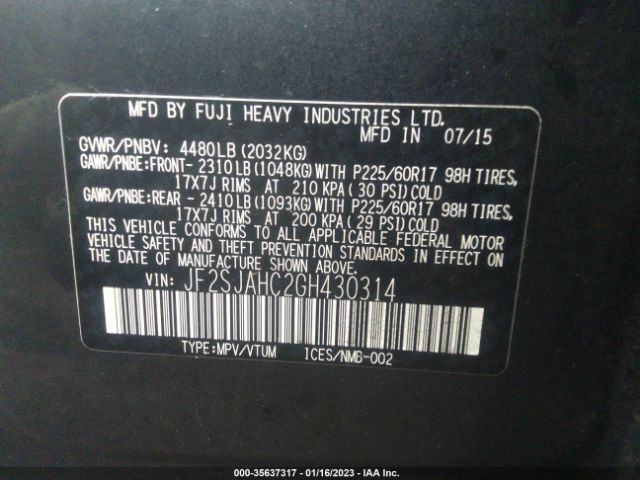 MFD BY FUJI HEAVY INDUSTRIES LTD.
MFD IN 07/15
GVWR/PNBV: 4480LB(2032KG)
GAWR/PNBE:FRONT-2310LB(1048KG)WITH P225/60R17 98H TIRES,
17X7J RIMS AT 210 KPA(30 PSI)COLD
GAWR/PNBE:REAR -2410LB(1093KG)WITH P225/60R17 98H TIRES,
17X7J RIMS AT 200 KPA(29 PSI)COLD
THIS VEHICLE CONFORMS TO ALL APPLICABLE FEDERAL MOTOR
VEHICLE SAFETY AND THEFT PREVENTION STANDARDS IN EFFECT ON
THE DATE OF MANUFACTURE SHOWN ABOVE.
VIN: JF2SJAHC2GH430314
TYPE:MPV/VTUM ICES/NMB-002
000-35637317 - 01/16/2023 - IAA Inc.